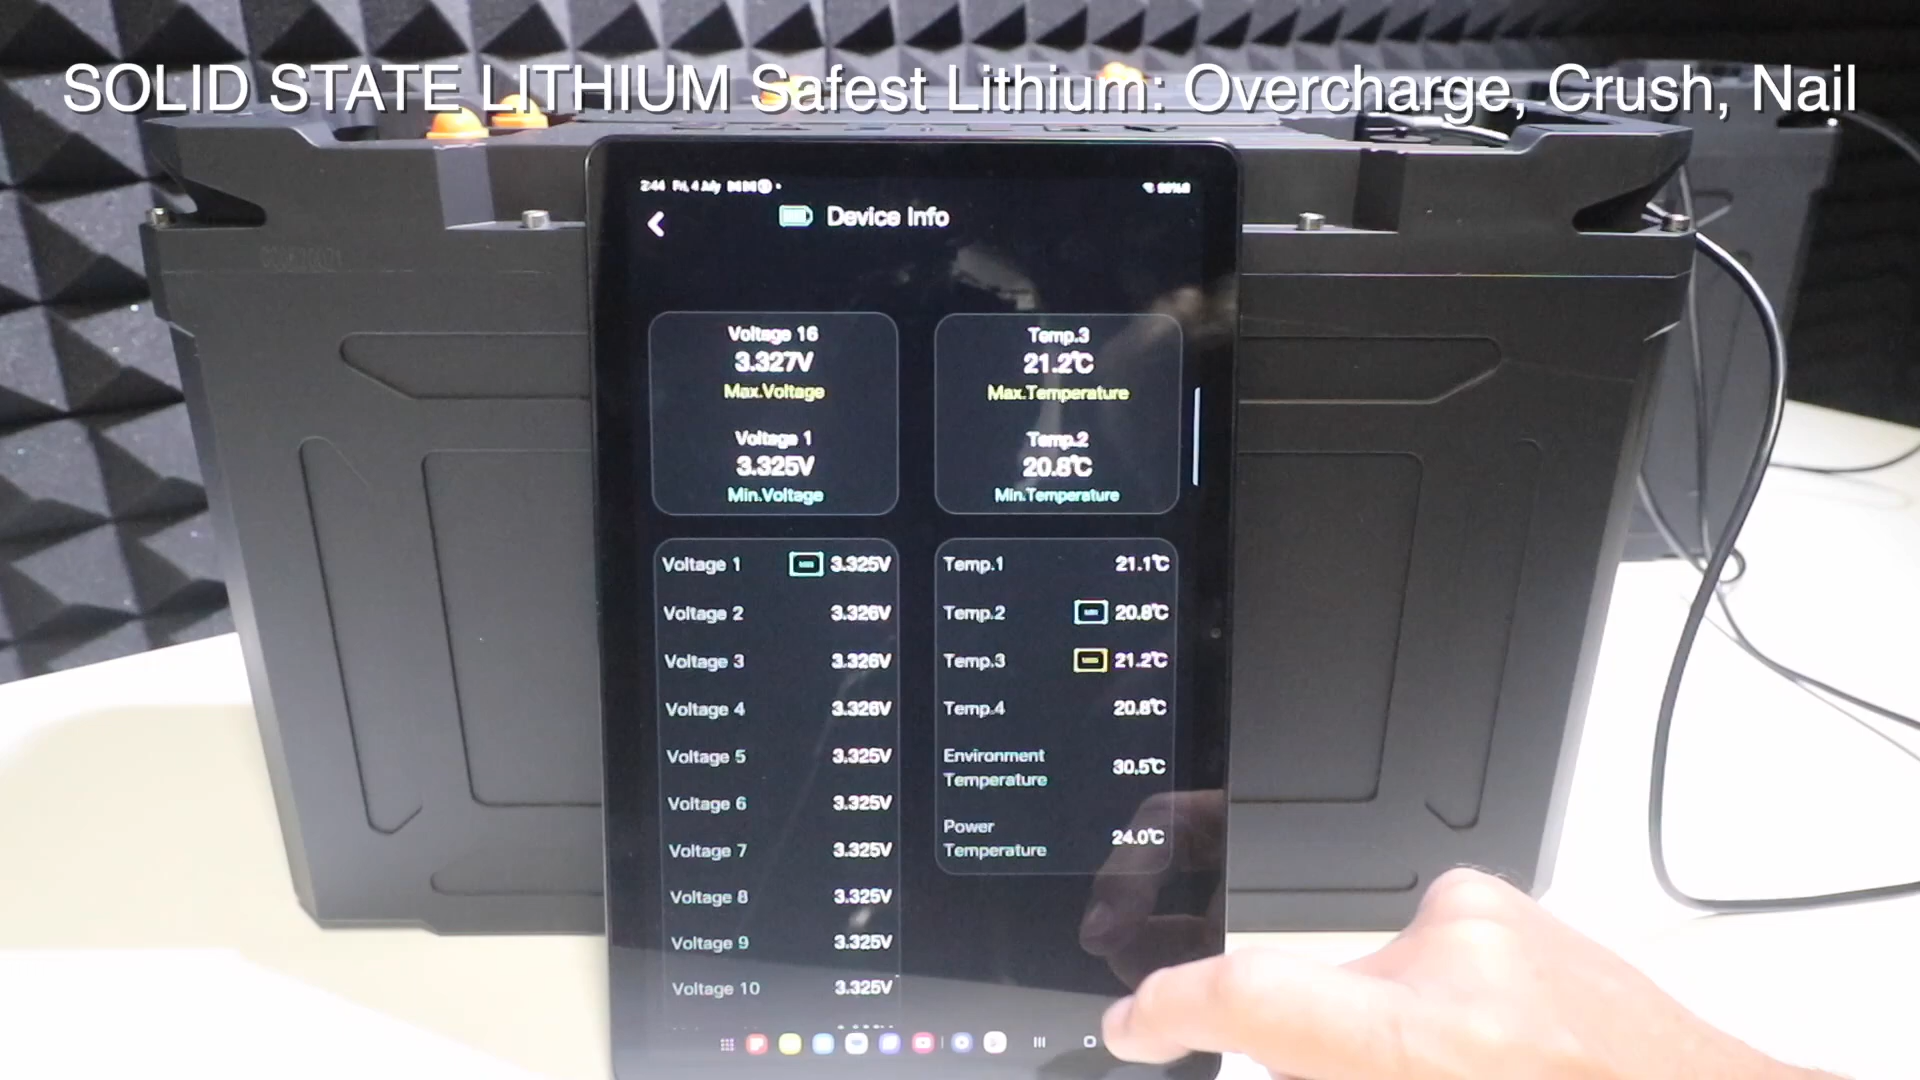 SOLID STATE LITHIUM Safest Lithium: Overcharge, Crush, Nail
2:44 Fri, 4 July
Device Info
Voltage 16
3.327V
Max.Voltage
Voltage 1
3.325V
Min.Voltage
Temp.3
21.2℃
Max.Temperature
Temp.2
20.8℃
Min.Temperature
Voltage 1 3.325V
Voltage 2 3.326V
Voltage 3 3.326V
Voltage 4 3.326V
Voltage 5 3.325V
Voltage 6 3.325V
Voltage 7 3.325V
Voltage 8 3.325V
Voltage 9 3.325V
Voltage 10 3.325V
Temp.1 21.1℃
Temp.2 20.8℃
Temp.3 21.2℃
Temp.4 20.8℃
Environment
Temperature 30.5℃
Power
Temperature 24.0℃